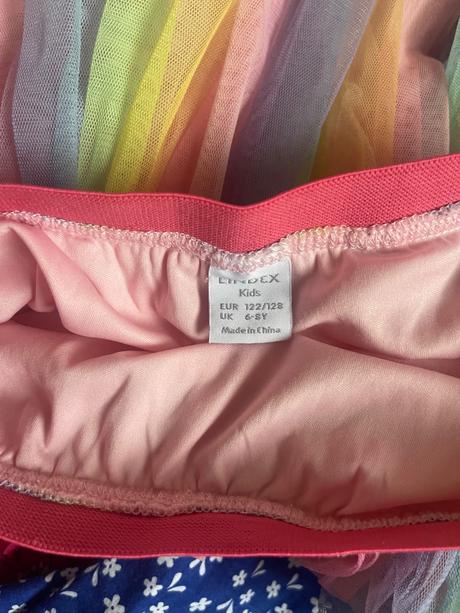 LINDEX
Kids
EUR 122/128
UK 6-8Y
Made in China